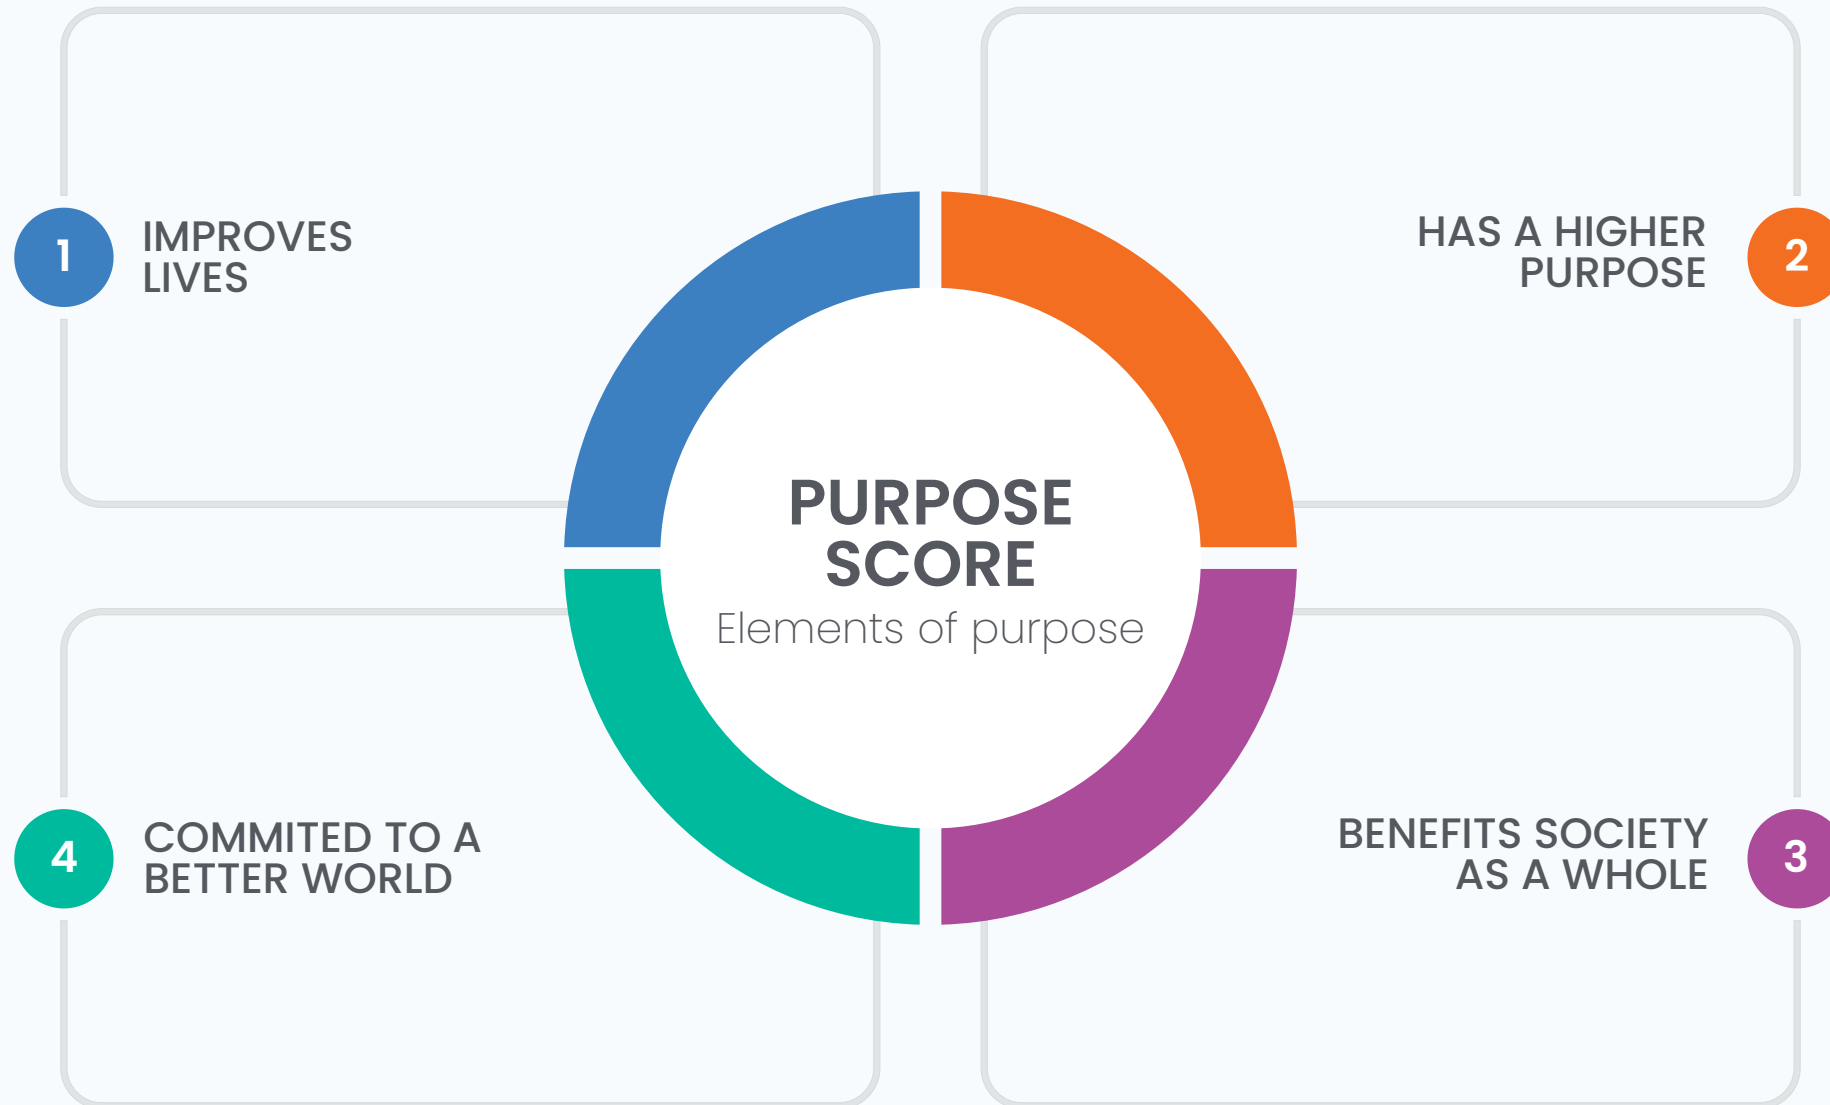 1
IMPROVES
LIVES
2
HAS A HIGHER
PURPOSE
PURPOSE
SCORE
Elements of purpose
3
BENEFITS SOCIETY
AS A WHOLE
4
COMMITED TO A
BETTER WORLD